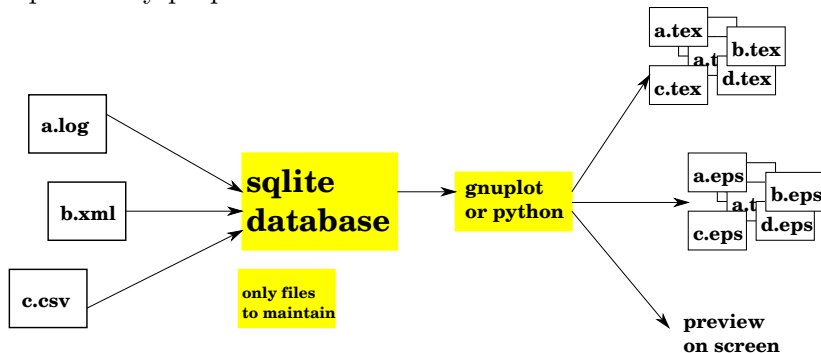 a.log
b.xml
c.csv
sqlite
database
only files
to maintain
gnuplot
or python
a.tex
b.tex
a.t
c.tex
d.tex
a.eps
b.eps
a.t
c.eps
d.eps
preview
on screen